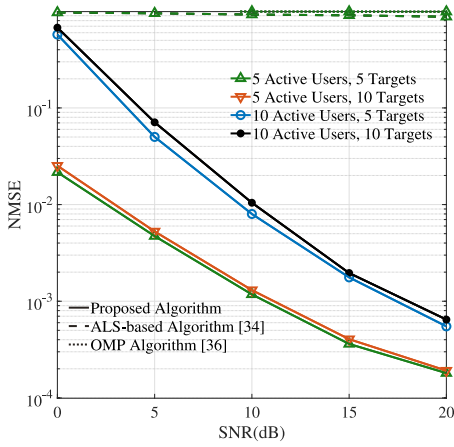 5 Active Users, 5 Targets
5 Active Users, 10 Targets
10 Active Users, 5 Targets
10 Active Users, 10 Targets
Proposed Algorithm
ALS-based Algorithm [34]
OMP Algorithm [36]
NMSE
10^-1
10^-2
10^-3
10^-4
0 5 10 15 20
SNR(dB)